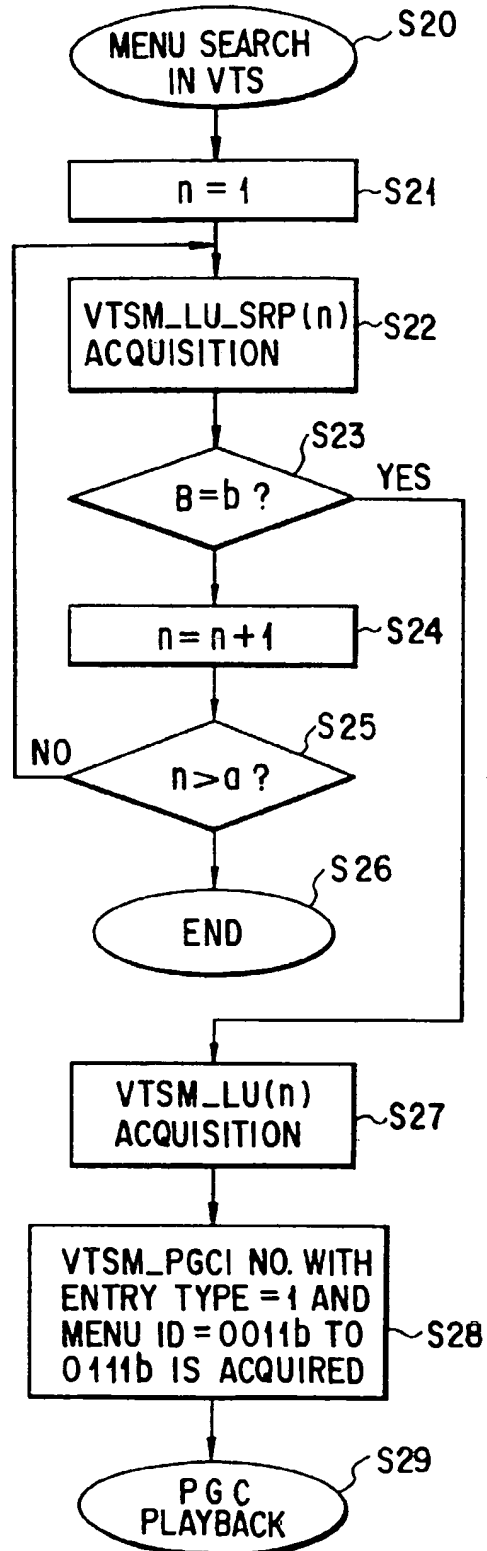 MENU SEARCH
IN VTS
S20
n = 1
S21
VTSM_LU_SRP(n)
ACQUISITION
S22
S23
B=b ?
YES
n = n+1
S24
S25
NO
n>a ?
S26
END
VTSM_LU(n)
ACQUISITION
S27
VTSM_PGCI NO. WITH
ENTRY TYPE =1 AND
MENU ID=0011b TO
0111b IS ACQUIRED
S28
S29
PGC
PLAYBACK